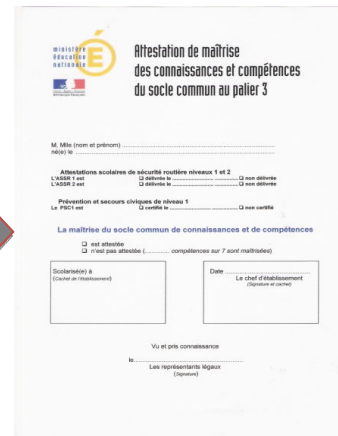 ministère
éducation
nationale
Attestation de maîtrise
des connaissances et compétences
du socle commun au palier 3
M, Mlle (nom et prénom)
né(e) le
Attestations scolaires de sécurité routière niveaux 1 et 2
L'ASSR 1 est ❑ délivrée le ❑ non délivrée
L'ASSR 2 est ❑ délivrée le ❑ non délivrée
Prévention et secours civiques de niveau 1
Le PSC1 est ❑ certifié le ❑ non certifié
La maîtrise du socle commun de connaissances et de compétences
❑ est attestée
❑ n'est pas attestée (........... compétences sur 7 sont maîtrisées)
Scolarisé(e) à
(Cachet de l'établissement)
Date
Le chef d'établissement
(Signature et cachet)
Vu et pris connaissance
le
Les représentants légaux
(Signature)